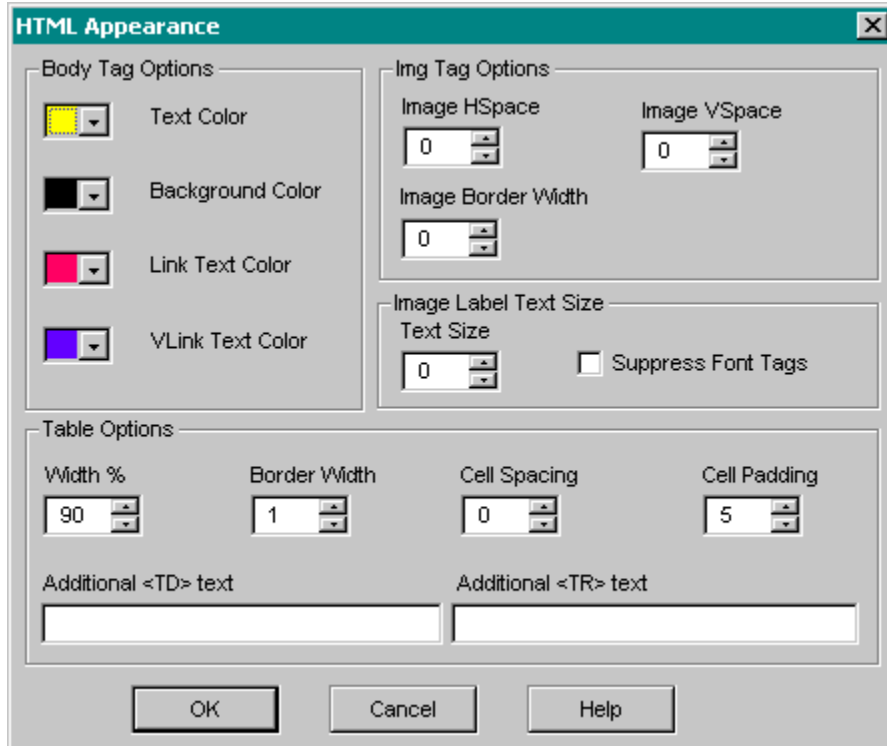 HTML Appearance
Body Tag Options
Text Color
Background Color
Link Text Color
VLink Text Color
Img Tag Options
Image HSpace
0
Image VSpace
0
Image Border Width
0
Image Label Text Size
Text Size
0
Suppress Font Tags
Table Options
Width %
90
Border Width
1
Cell Spacing
0
Cell Padding
5
Additional <TD> text
Additional <TR> text
OK
Cancel
Help